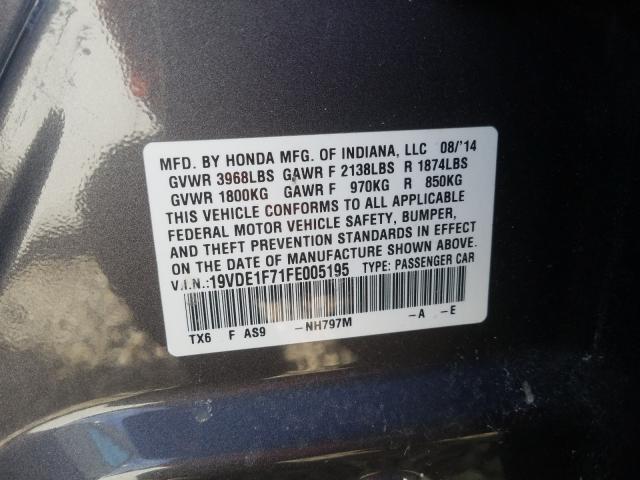 MFD. BY HONDA MFG. OF INDIANA, LLC 08/'14
GVWR 3968LBS GAWR F 2138LBS R 1874LBS
GVWR 1800KG GAWR F 970KG R 850KG
THIS VEHICLE CONFORMS TO ALL APPLICABLE
FEDERAL MOTOR VEHICLE SAFETY, BUMPER,
AND THEFT PREVENTION STANDARDS IN EFFECT
ON THE DATE OF MANUFACTURE SHOWN ABOVE.
V.I.N.:19VDE1F71FE005195 TYPE: PASSENGER CAR
TX6 F AS9 -NH797M -A -E